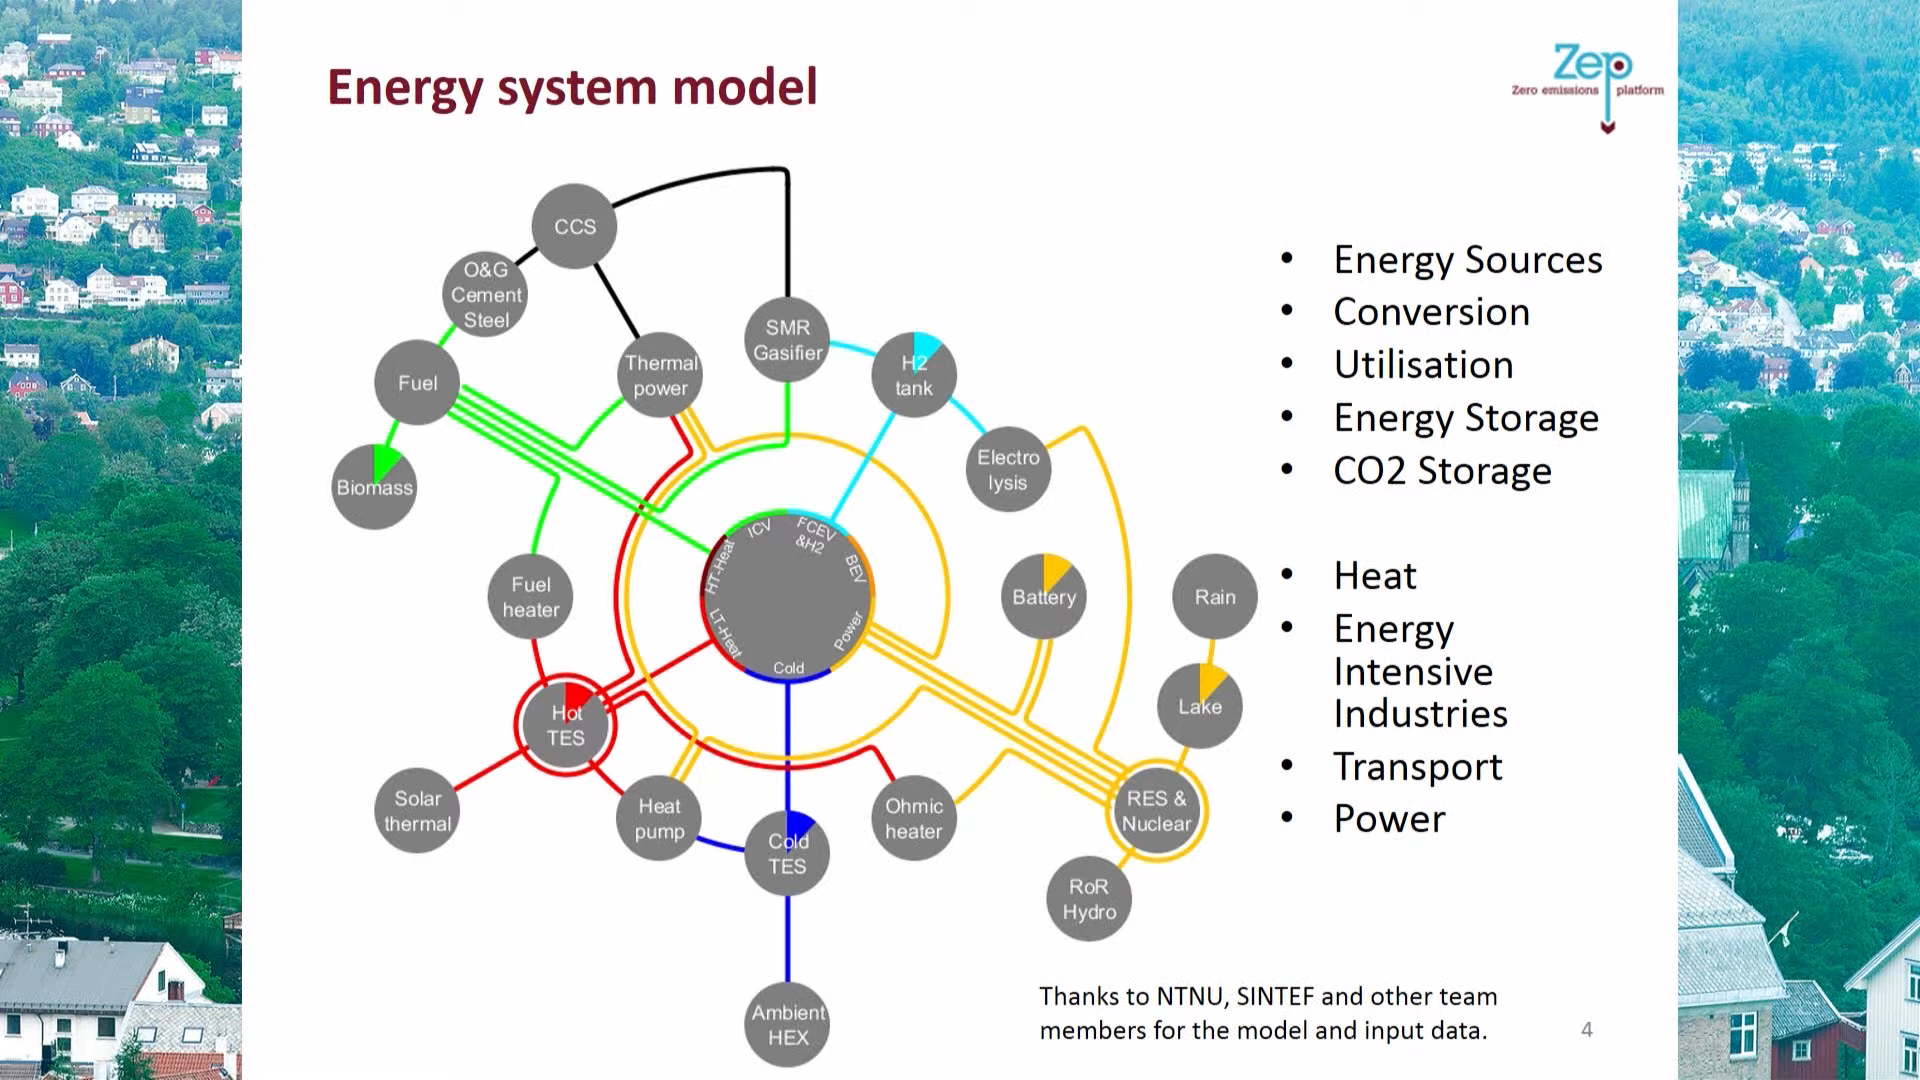 Energy system model
Zep
Zero emissions platform
CCS
O&G
Cement
Steel
SMR
Gasifier
H2
tank
Thermal
power
Fuel
Electro
lysis
Biomass
ICV
FCEV
&H2
BEV
HT-Heat
LT-Heat
Power
Cold
Fuel
heater
Battery
Rain
Lake
Hot
TES
Solar
thermal
Heat
pump
Cold
TES
Ohmic
heater
RES &
Nuclear
RoR
Hydro
Ambient
HEX
• Energy Sources
• Conversion
• Utilisation
• Energy Storage
• CO2 Storage
• Heat
• Energy
Intensive
Industries
• Transport
• Power
Thanks to NTNU, SINTEF and other team
members for the model and input data.
4